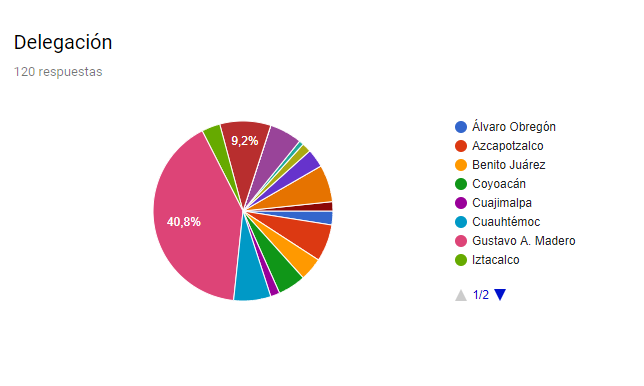 Delegación
120 respuestas
9,2%
40,8%
Álvaro Obregón
Azcapotzalco
Benito Juárez
Coyoacán
Cuajimalpa
Cuauhtémoc
Gustavo A. Madero
Iztacalco
1/2